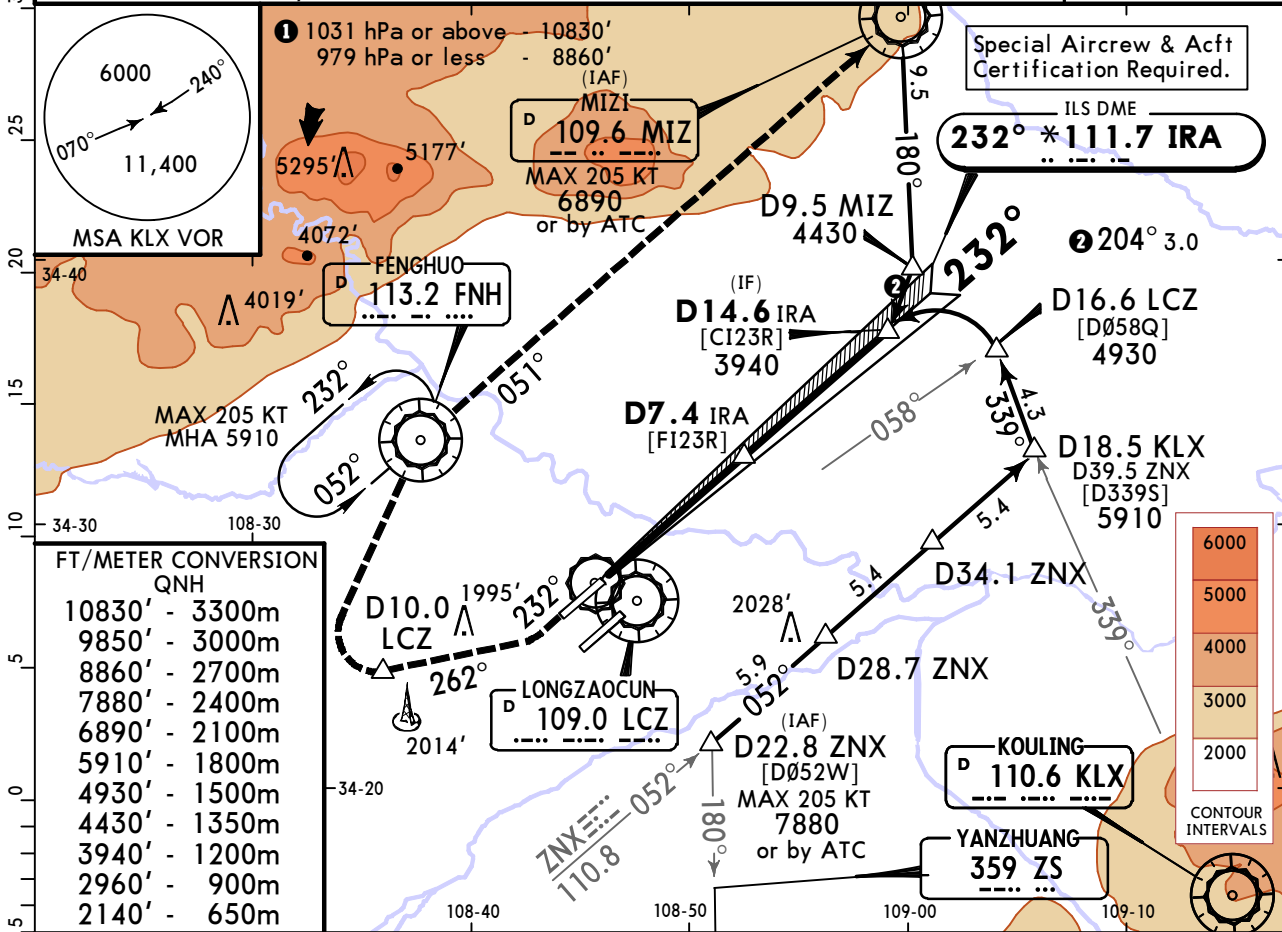 ❶ 1031 hPa or above - 10830'
979 hPa or less - 8860'
6000
240°
070°
11,400
MSA KLX VOR
Special Aircrew & Acft
Certification Required.
ILS DME
232° *111.7 IRA
(IAF)
MIZI
D 109.6 MIZ
MAX 205 KT
6890
or by ATC
9.5
180°
25
5295'
5177'
4072'
4019'
20
34-40
FENGHUO
D 113.2 FNH
D9.5 MIZ
4430
232°
❷ 204° 3.0
❷
(IF)
D14.6 IRA
[CI23R]
3940
D16.6 LCZ
[DØ58Q]
4930
051°
15
232°
MAX 205 KT
MHA 5910
052°
D7.4 IRA
[FI23R]
058°
4.3
339°
D18.5 KLX
D39.5 ZNX
[D339S]
5910
5.4
10
34-30
108-30
FT/METER CONVERSION
QNH
10830' - 3300m
9850' - 3000m
8860' - 2700m
7880' - 2400m
6890' - 2100m
5910' - 1800m
4930' - 1500m
4430' - 1350m
3940' - 1200m
2960' - 900m
2140' - 650m
5
0
5
D10.0
LCZ
1995'
232°
262°
2014'
LONGZAOCUN
D 109.0 LCZ
2028'
5.4
D34.1 ZNX
D28.7 ZNX
5.9
052°
339°
(IAF)
D22.8 ZNX
[DØ52W]
MAX 205 KT
7880
or by ATC
052°
ZNX
110.8
180°
34-20
KOULING
D 110.6 KLX
YANZHUANG
359 ZS
6000
5000
4000
3000
2000
CONTOUR
INTERVALS
108-40
108-50
109-00
109-10